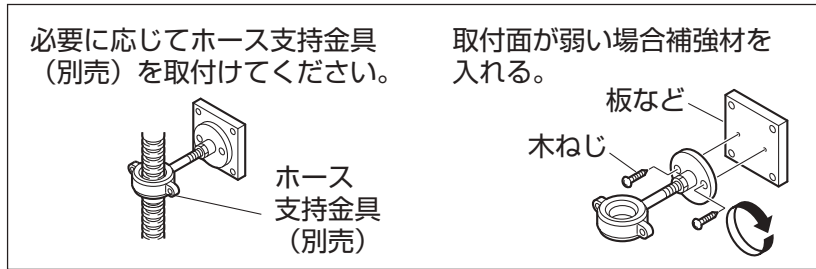 必要に応じてホース支持金具
（別売）を取付けてください。
ホース
支持金具
（別売）
取付面が弱い場合補強材を
入れる。
板など
木ねじ